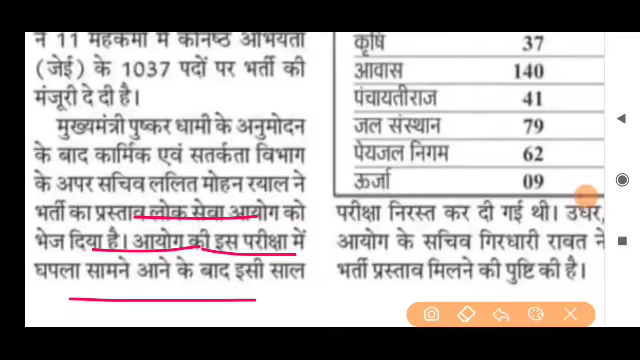 ने 11 महकमों में कनिष्ठ अभियंता
(जेई) के 1037 पदों पर भर्ती की
मंजूरी दे दी है।
मुख्यमंत्री पुष्कर धामी के अनुमोदन
के बाद कार्मिक एवं सतर्कता विभाग
के अपर सचिव ललित मोहन रयाल ने
भर्ती का प्रस्ताव लोक सेवा आयोग को
भेज दिया है। आयोग की इस परीक्षा में
घपला सामने आने के बाद इसी साल
कृषि 37
आवास 140
पंचायतीराज 41
जल संस्थान 79
पेयजल निगम 62
ऊर्जा 09
परीक्षा निरस्त कर दी गई थी। उधर,
आयोग के सचिव गिरधारी रावत ने
भर्ती प्रस्ताव मिलने की पुष्टि की है।